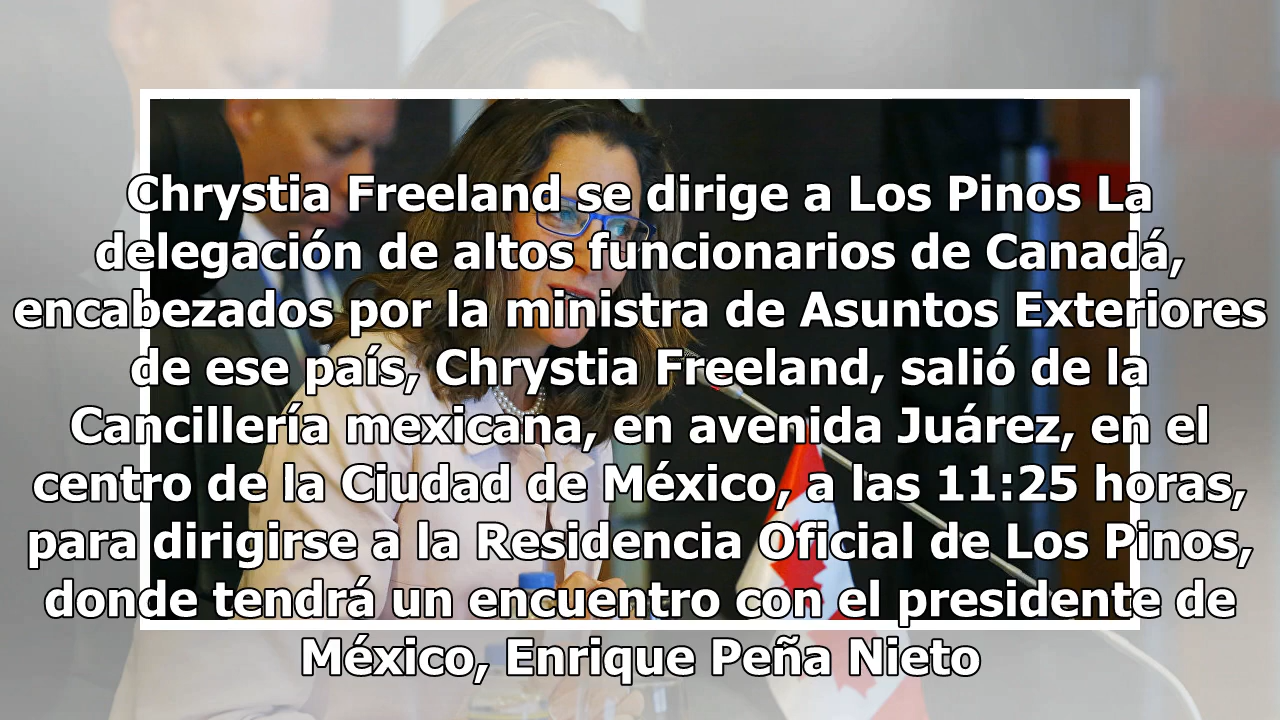 Chrystia Freeland se dirige a Los Pinos La
delegación de altos funcionarios de Canadá,
encabezados por la ministra de Asuntos Exteriores
de ese país, Chrystia Freeland, salió de la
Cancillería mexicana, en avenida Juárez, en el
centro de la Ciudad de México, a las 11:25 horas,
para dirigirse a la Residencia Oficial de Los Pinos,
donde tendrá un encuentro con el presidente de
México, Enrique Peña Nieto